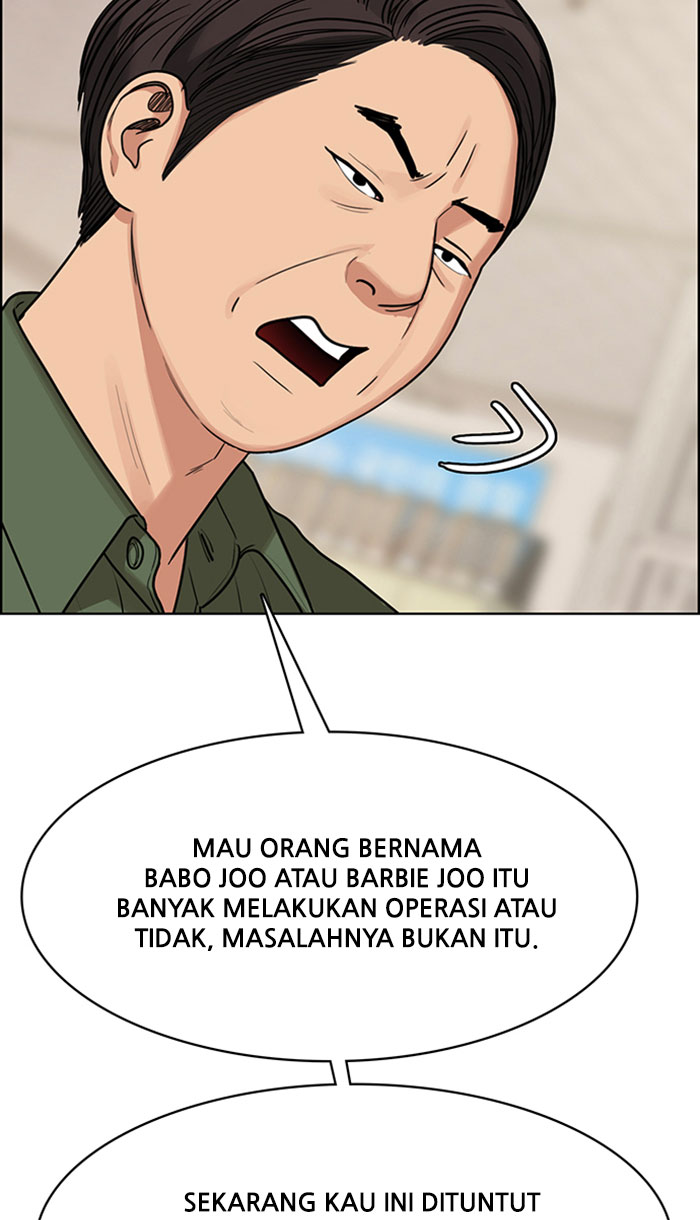 MAU ORANG BERNAMA
BABO JOO ATAU BARBIE JOO ITU
BANYAK MELAKUKAN OPERASI ATAU
TIDAK, MASALAHNYA BUKAN ITU.
SEKARANG KAU INI DITUNTUT